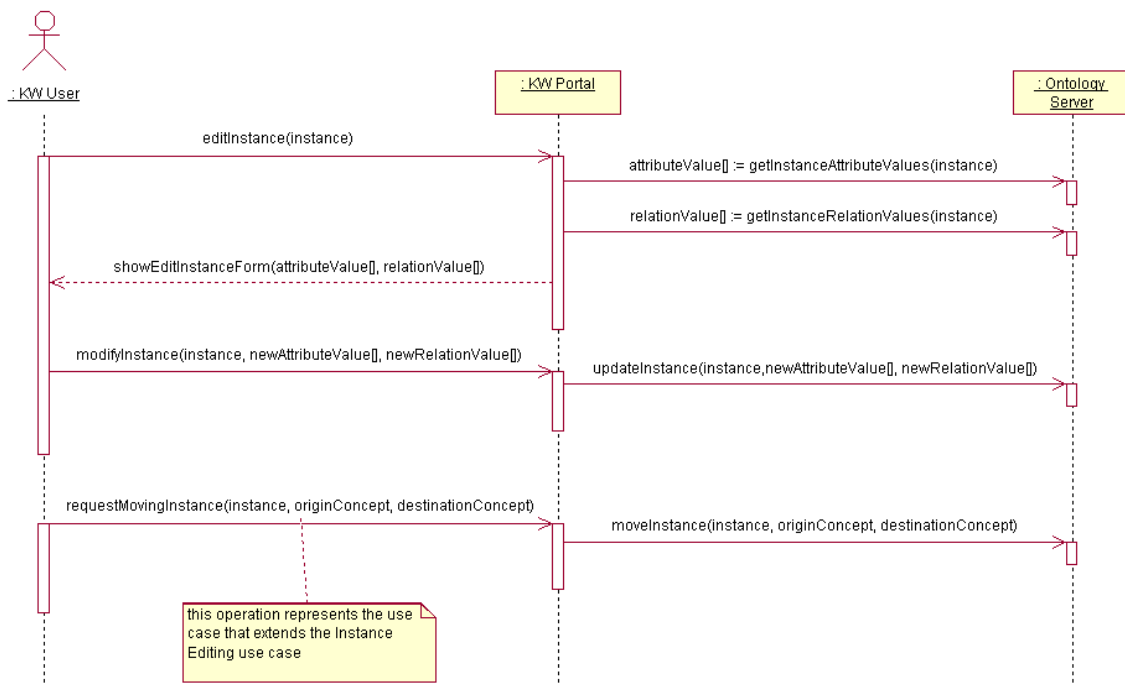 : KW User
: KW Portal
: Ontology
Server
editInstance(instance)
attributeValue[] := getInstanceAttributeValues(instance)
relationValue[] := getInstanceRelationValues(instance)
showEditInstanceForm(attributeValue[], relationValue[])
modifyInstance(instance, newAttributeValue[], newRelationValue[])
updateInstance(instance,newAttributeValue[], newRelationValue[])
requestMovingInstance(instance, originConcept, destinationConcept)
moveInstance(instance, originConcept, destinationConcept)
this operation represents the use
case that extends the Instance
Editing use case